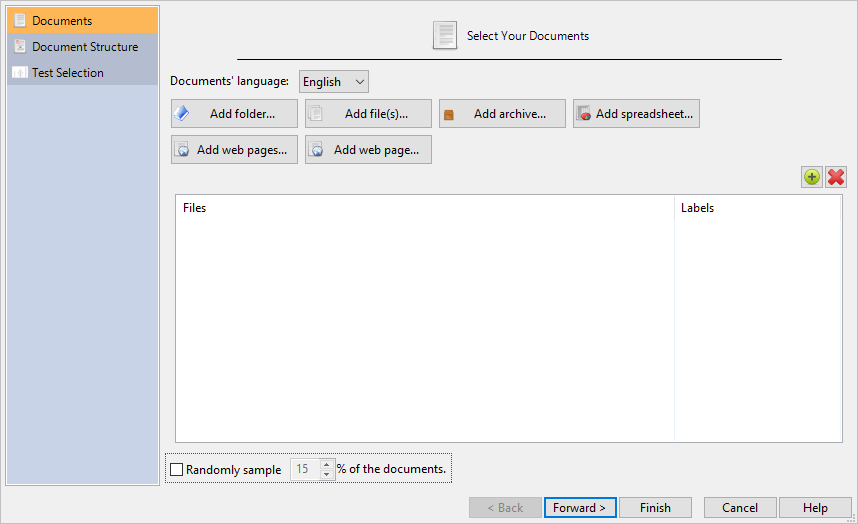 Documents
Document Structure
Test Selection
Select Your Documents
Documents' language: English
Add folder... Add file(s)... Add archive... Add spreadsheet...
Add web pages... Add web page...
Files Labels
Randomly sample 15 % of the documents.
< Back Forward > Finish Cancel Help